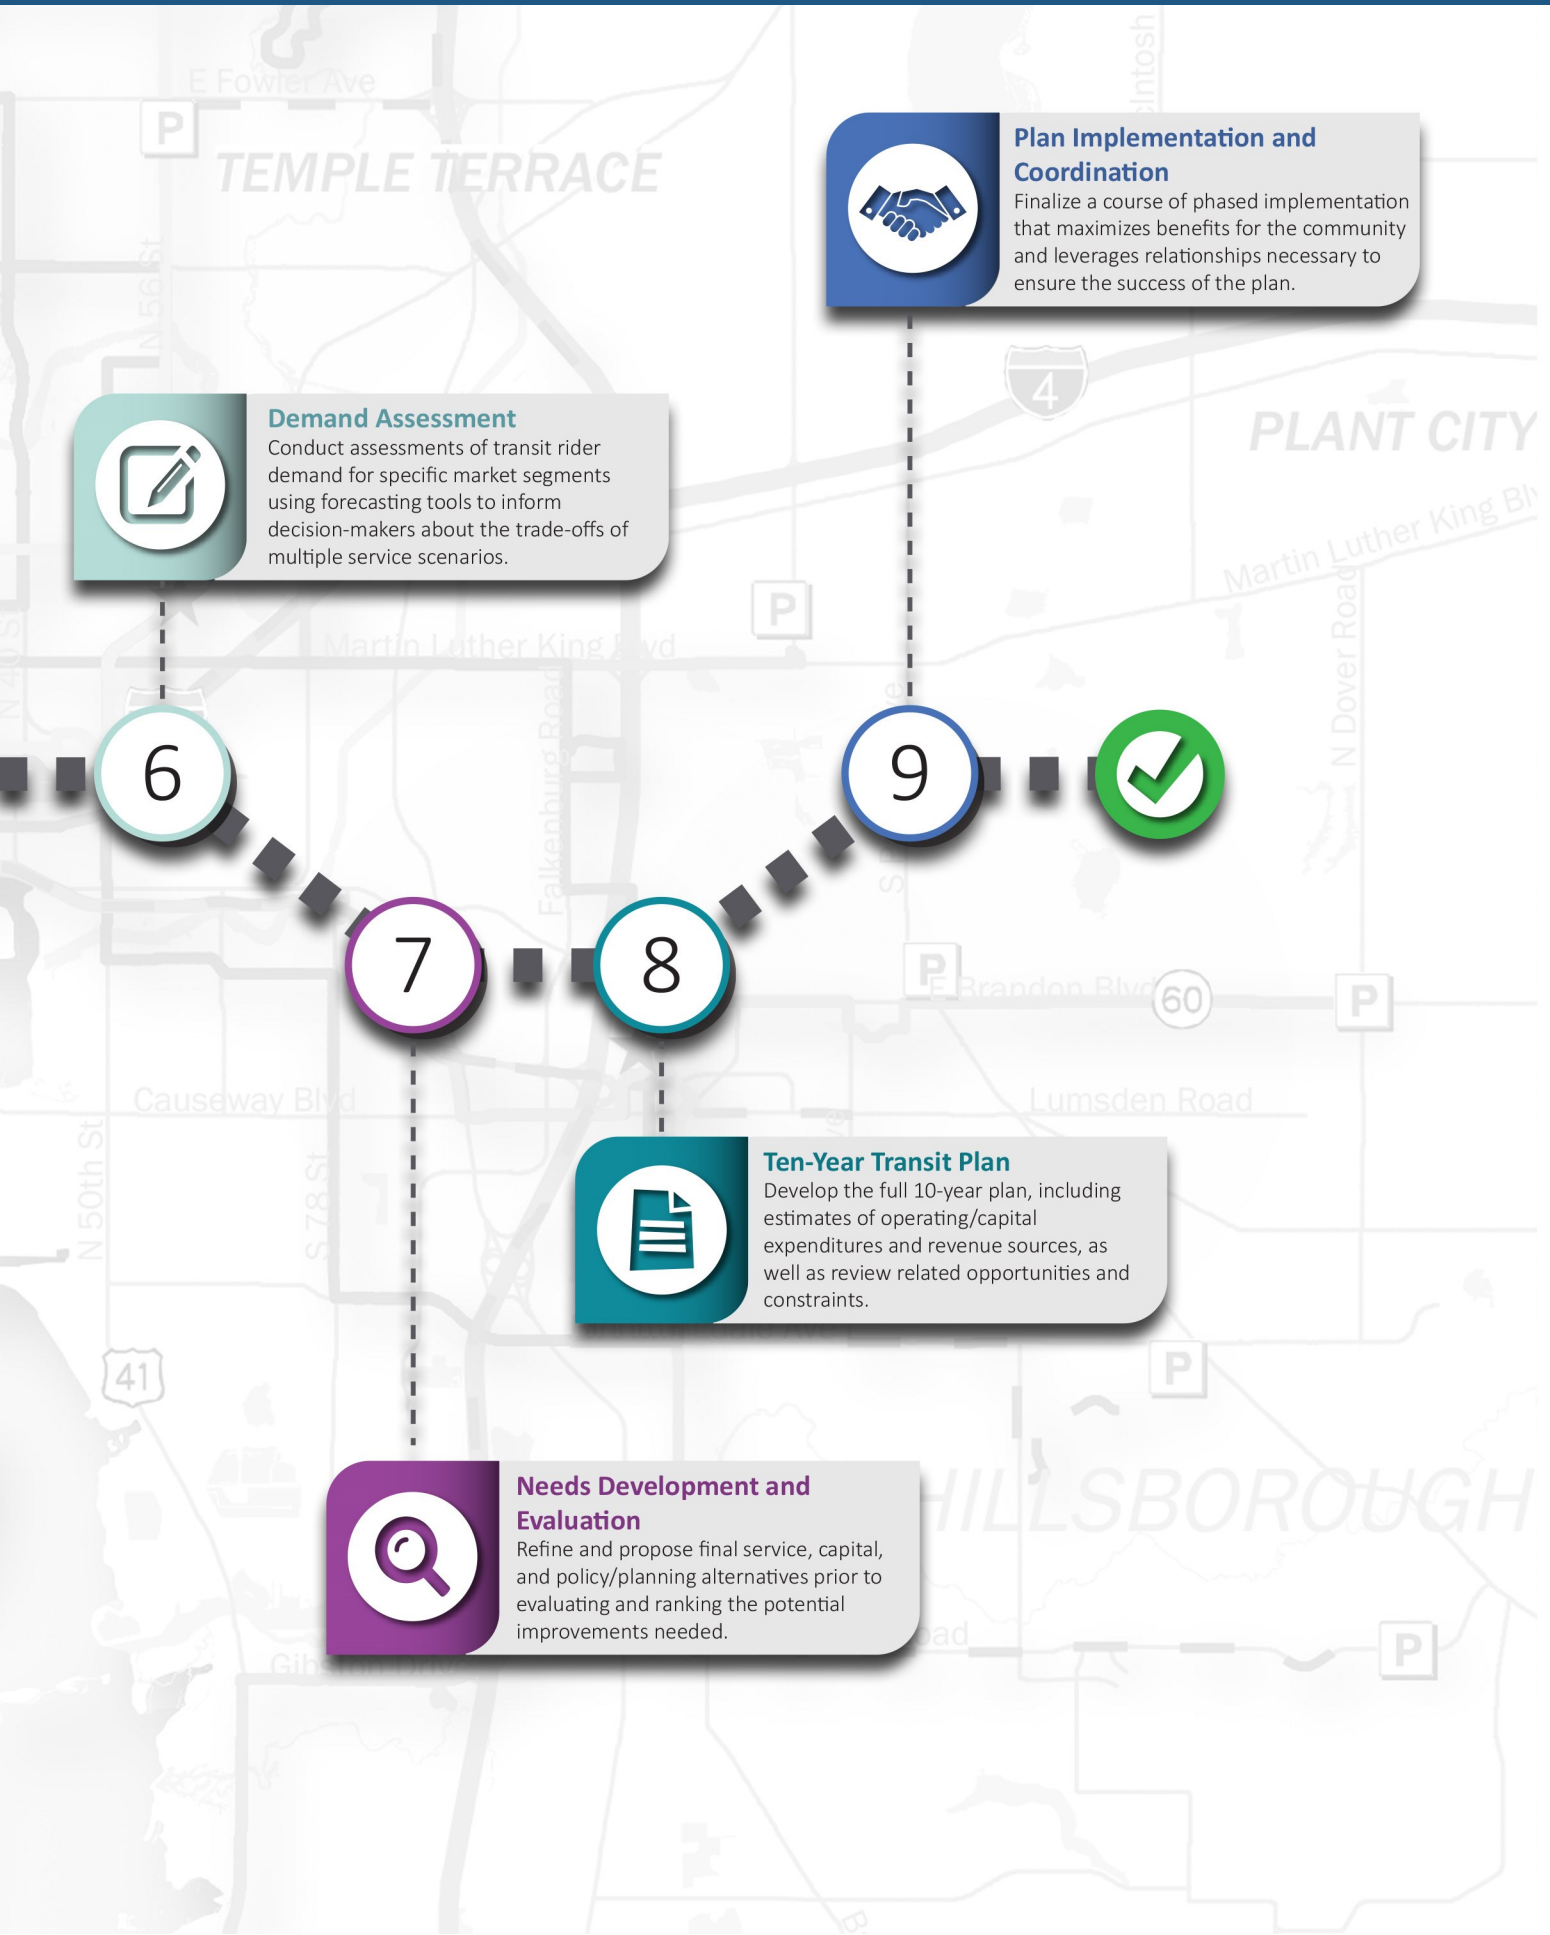 E Fowler Ave
P
TEMPLE TERRACE
N 56th St
Plan Implementation and
Coordination
Finalize a course of phased implementation
that maximizes benefits for the community
and leverages relationships necessary to
ensure the success of the plan.
4
PLANT CITY
Martin Luther King
Demand Assessment
Conduct assessments of transit rider
demand for specific market segments
using forecasting tools to inform
decision-makers about the trade-offs of
multiple service scenarios.
P
Martin Luther King Blvd
N Dover Road
Falkenburg Road
6
9
7
8
P
E Brandon Blvd
60
P
Causeway Blvd
Lumsden Road
N 50th St
S 78 St
Ten-Year Transit Plan
Develop the full 10-year plan, including
estimates of operating/capital
expenditures and revenue sources, as
well as review related opportunities and
constraints.
41
P
HILLSBOROUGH
Needs Development and
Evaluation
Refine and propose final service, capital,
and policy/planning alternatives prior to
evaluating and ranking the potential
improvements needed.
P